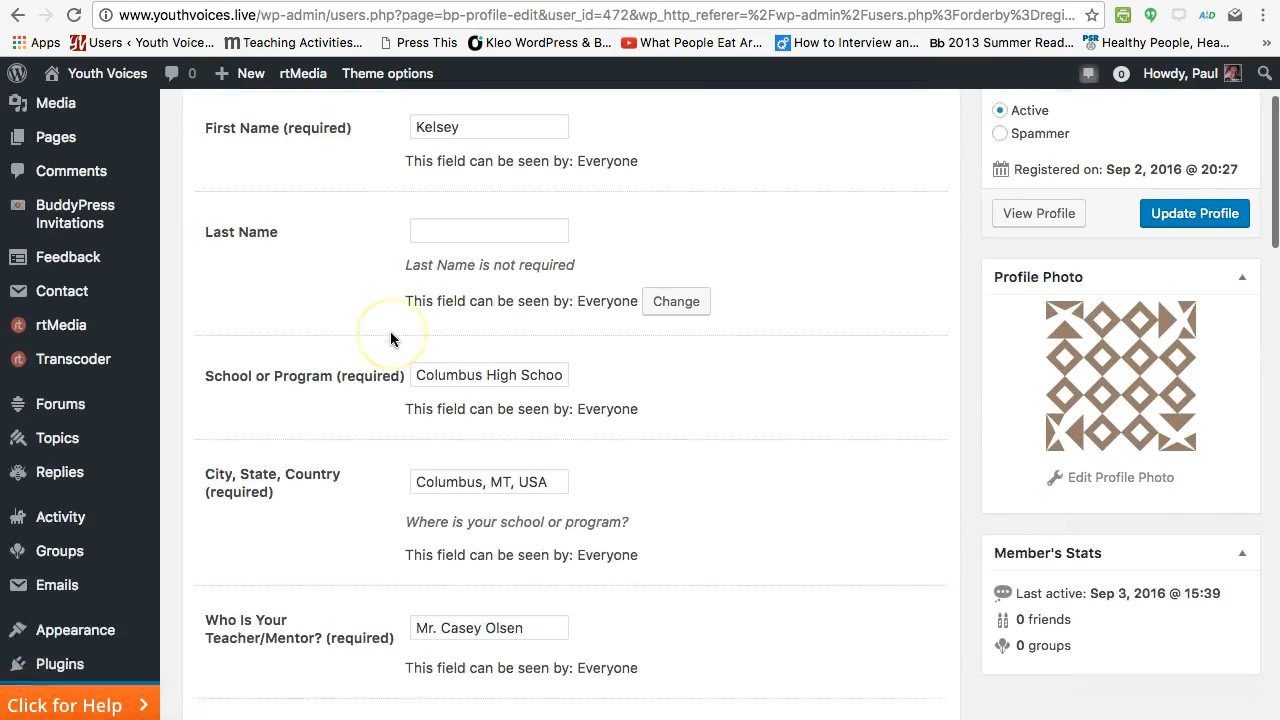 www.youthvoices.live/wp-admin/users.php?page=bp-profile-edit&user_id=472&wp_http_referer=%2Fwp-admin%2Fusers.php%3Forderby%3Dregi...
Apps Users ‹ Youth Voice... Teaching Activities... Press This Kleo WordPress & B... What People Eat Ar... How to Interview an... Bb 2013 Summer Read... PSR Healthy People, Hea... »
Youth Voices 0 + New rtMedia Theme options 0 Howdy, Paul
Media
Pages
Comments
BuddyPress
Invitations
Feedback
Contact
rt rtMedia
rt Transcoder
Forums
Topics
Replies
Activity
Groups
Emails
Appearance
Plugins
Click for Help
First Name (required) Kelsey
This field can be seen by: Everyone
Last Name
Last Name is not required
This field can be seen by: Everyone Change
School or Program (required) Columbus High Schoo
This field can be seen by: Everyone
City, State, Country
(required)
Columbus, MT, USA
Where is your school or program?
This field can be seen by: Everyone
Who Is Your
Teacher/Mentor? (required)
Mr. Casey Olsen
This field can be seen by: Everyone
Active
Spammer
Registered on: Sep 2, 2016 @ 20:27
View Profile Update Profile
Profile Photo
Edit Profile Photo
Member's Stats
Last active: Sep 3, 2016 @ 15:39
0 friends
0 groups